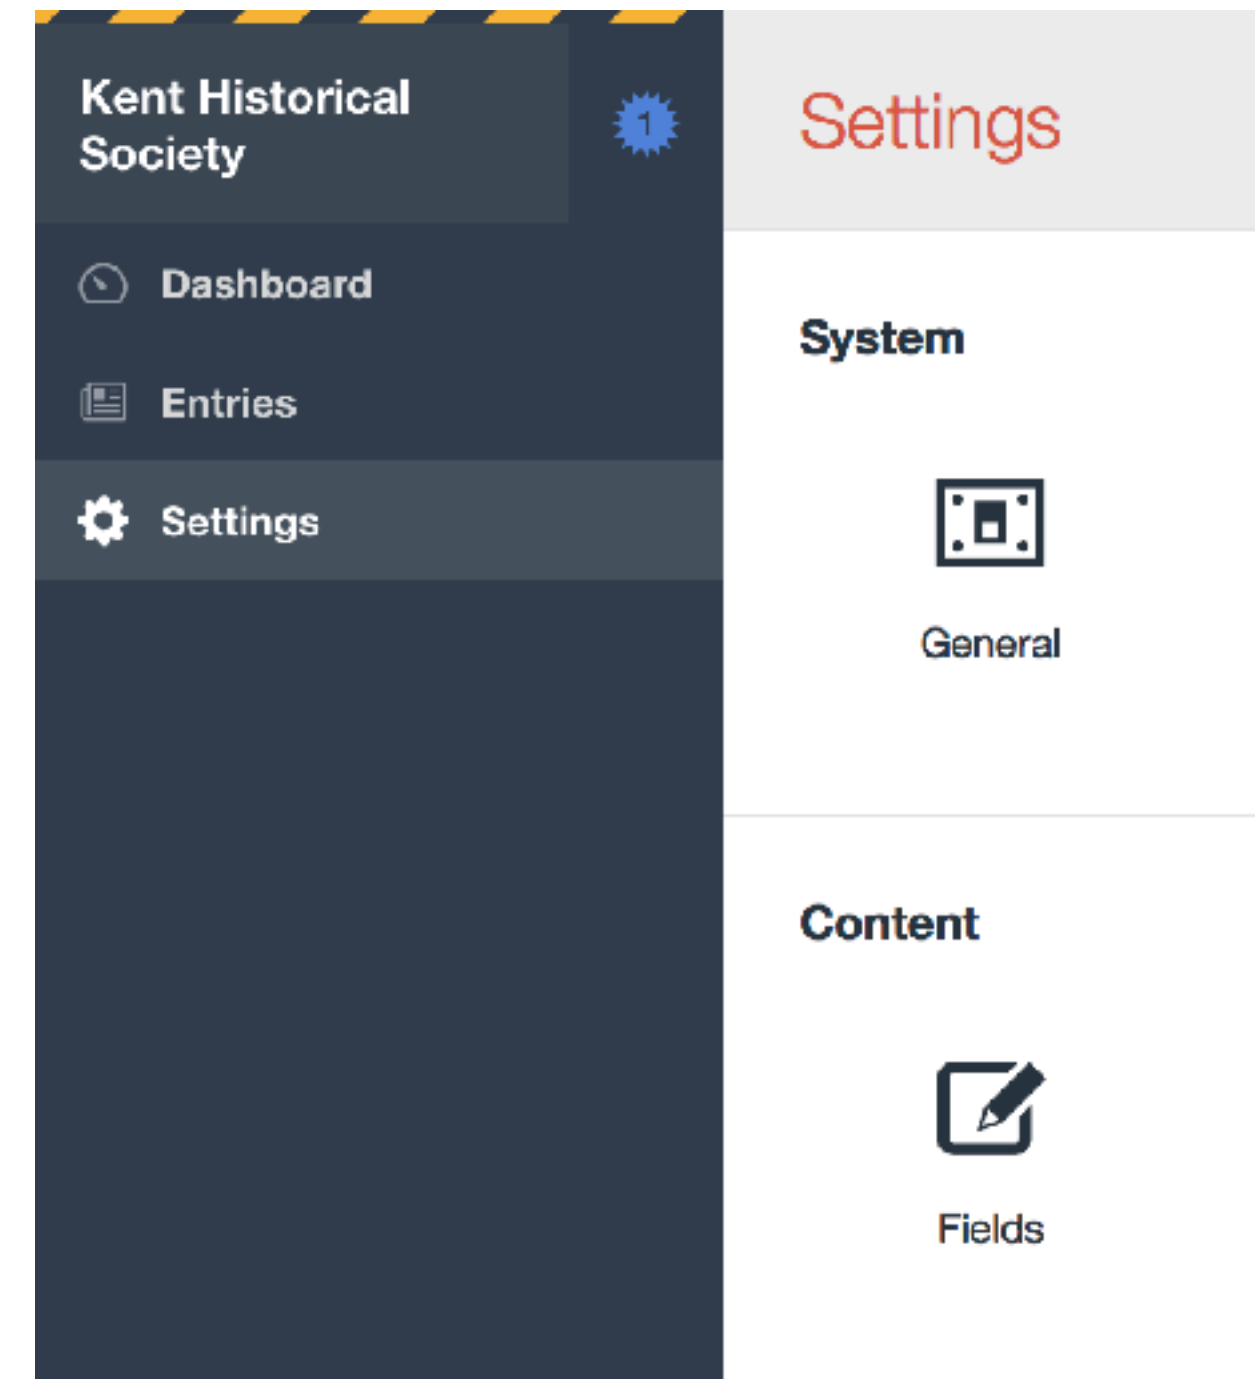 Kent Historical
Society
1
Dashboard
Entries
Settings
Settings
System
General
Content
Fields